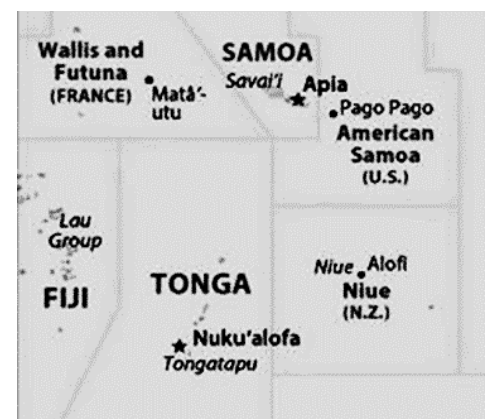 Wallis and
Futuna
(FRANCE)
Matâ'-
utu
SAMOA
Savai'i
Apia
Pago Pago
American
Samoa
(U.S.)
Lau
Group
FIJI
TONGA
Nuku'alofa
Tongatapu
Niue Alofi
Niue
(N.Z.)